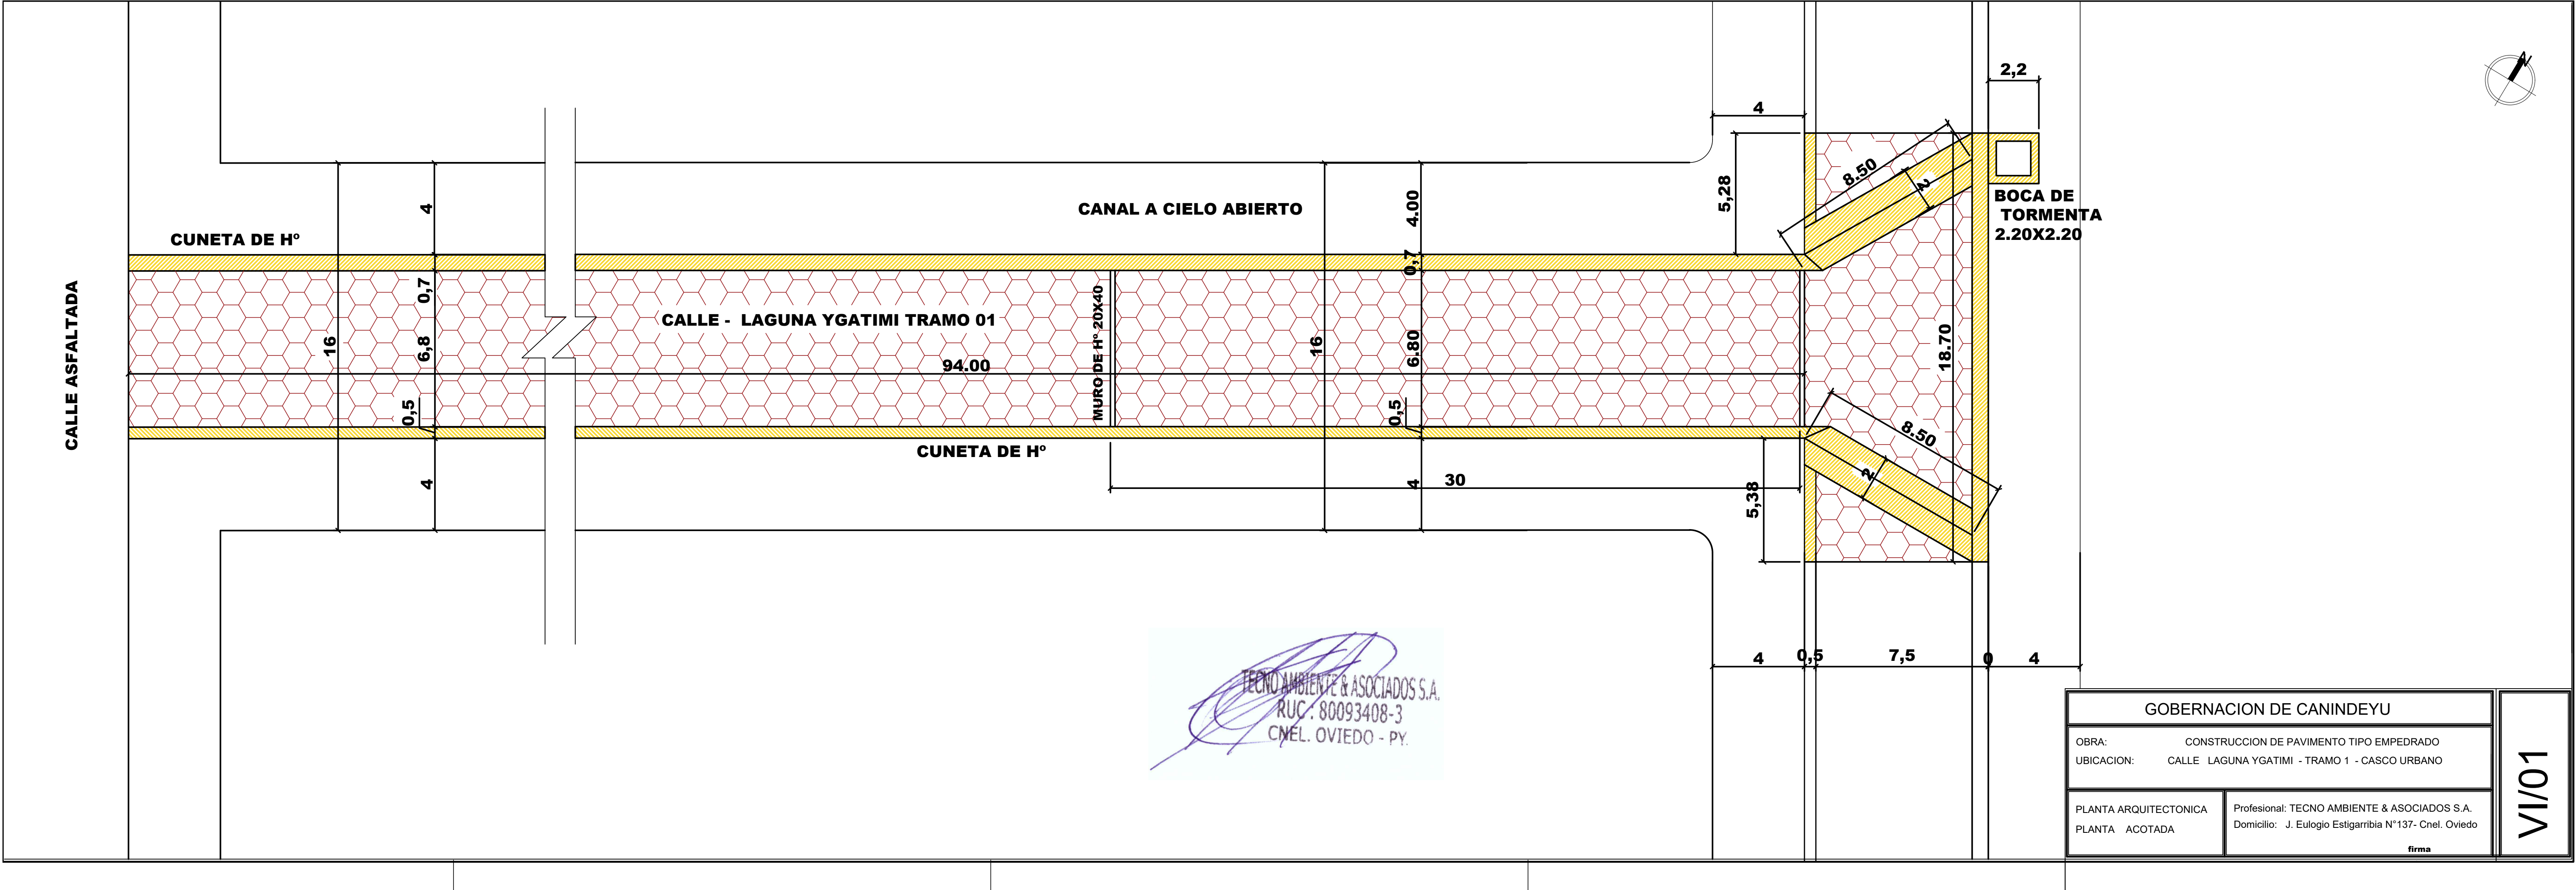 N
2,2
4
8.50
2
5,28
BOCA DE
TORMENTA
2.20X2.20
4
CANAL A CIELO ABIERTO
4.00
CUNETA DE Hº
0,7
0,7
CALLE ASFALTADA
16
6,8
CALLE - LAGUNA YGATIMI TRAMO 01
94.00
MURO DE Hº 20X40
16
6.80
18.70
0,5
0,5
8.50
2
CUNETA DE Hº
4
30
4
5,38
4
0,5
7,5
0
4
TECNO AMBIENTE & ASOCIADOS S.A.
RUC: 80093408-3
CNEL. OVIEDO - PY.
GOBERNACION DE CANINDEYU
OBRA: CONSTRUCCION DE PAVIMENTO TIPO EMPEDRADO
UBICACION: CALLE LAGUNA YGATIMI - TRAMO 1 - CASCO URBANO
PLANTA ARQUITECTONICA
PLANTA ACOTADA
Profesional: TECNO AMBIENTE & ASOCIADOS S.A.
Domicilio: J. Eulogio Estigarribia N°137- Cnel. Oviedo
firma
VI/01